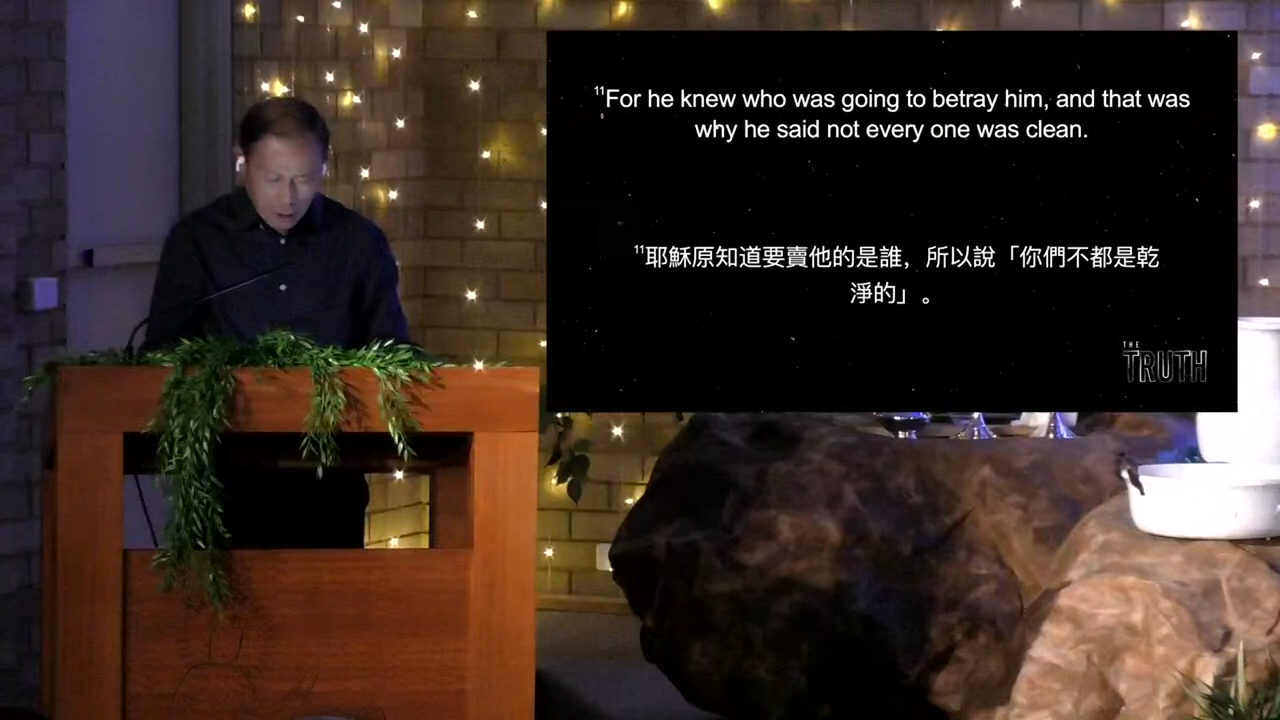 ¹¹For he knew who was going to betray him, and that was
why he said not every one was clean.
¹¹耶穌原知道要賣他的是誰，所以說「你們不都是乾
淨的」。
THE
TRUTH